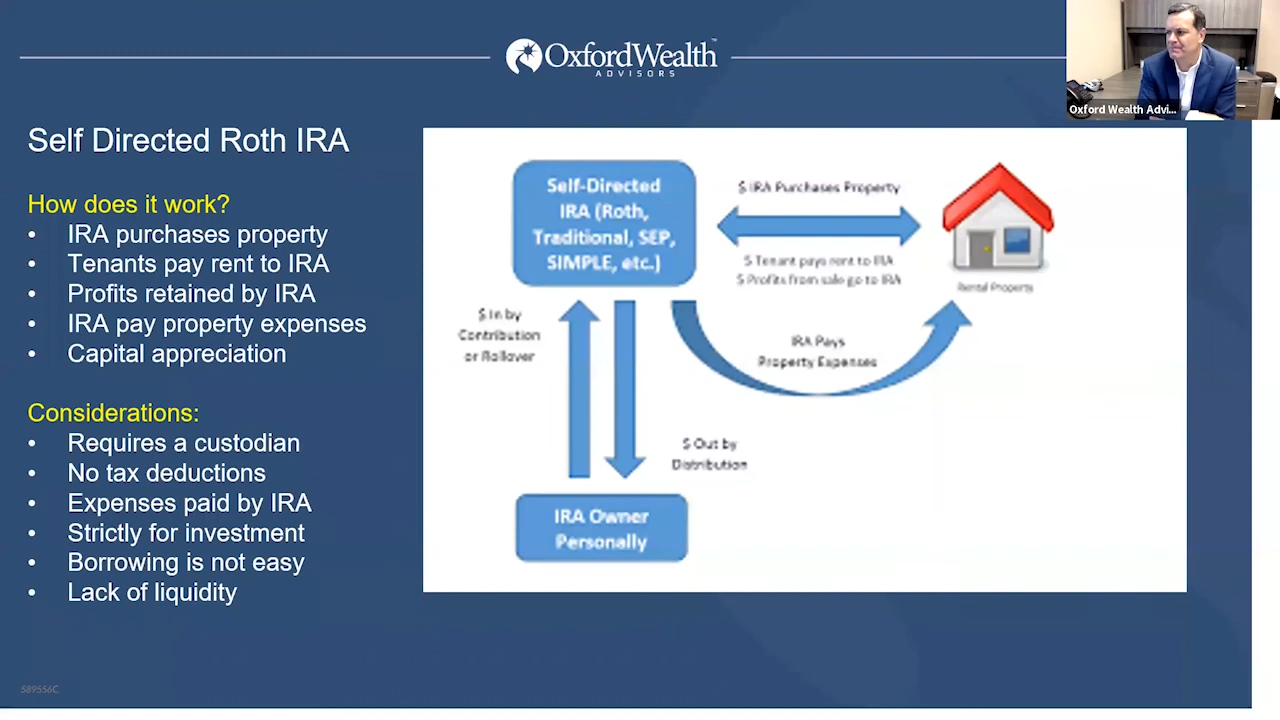 OxfordWealth™
ADVISORS
Oxford Wealth Advi...
Self Directed Roth IRA
How does it work?
• IRA purchases property
• Tenants pay rent to IRA
• Profits retained by IRA
• IRA pay property expenses
• Capital appreciation
Considerations:
• Requires a custodian
• No tax deductions
• Expenses paid by IRA
• Strictly for investment
• Borrowing is not easy
• Lack of liquidity
Self-Directed
IRA (Roth,
Traditional, SEP,
SIMPLE, etc.)
$ IRA Purchases Property
$ Tenant pays rent to IRA
$ Profits from sale go to IRA
Rental Property
$ In by
Contribution
or Rollover
IRA Pays
Property Expenses
$ Out by
Distribution
IRA Owner
Personally
589556C